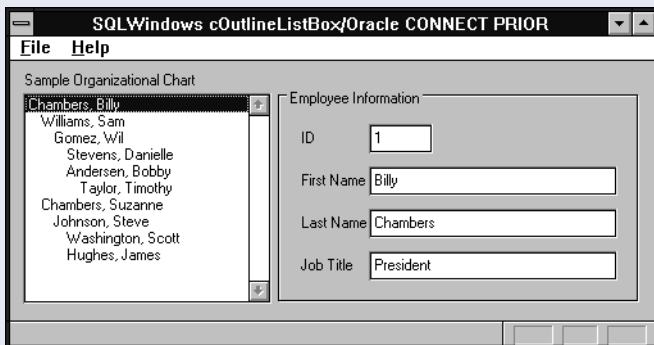 SQLWindows cOutlineListBox/Oracle CONNECT PRIOR
File Help
Sample Organizational Chart
Chambers, Billy
Williams, Sam
Gomez, Wil
Stevens, Danielle
Andersen, Bobby
Taylor, Timothy
Chambers, Suzanne
Johnson, Steve
Washington, Scott
Hughes, James
Employee Information
ID 1
First Name Billy
Last Name Chambers
Job Title President